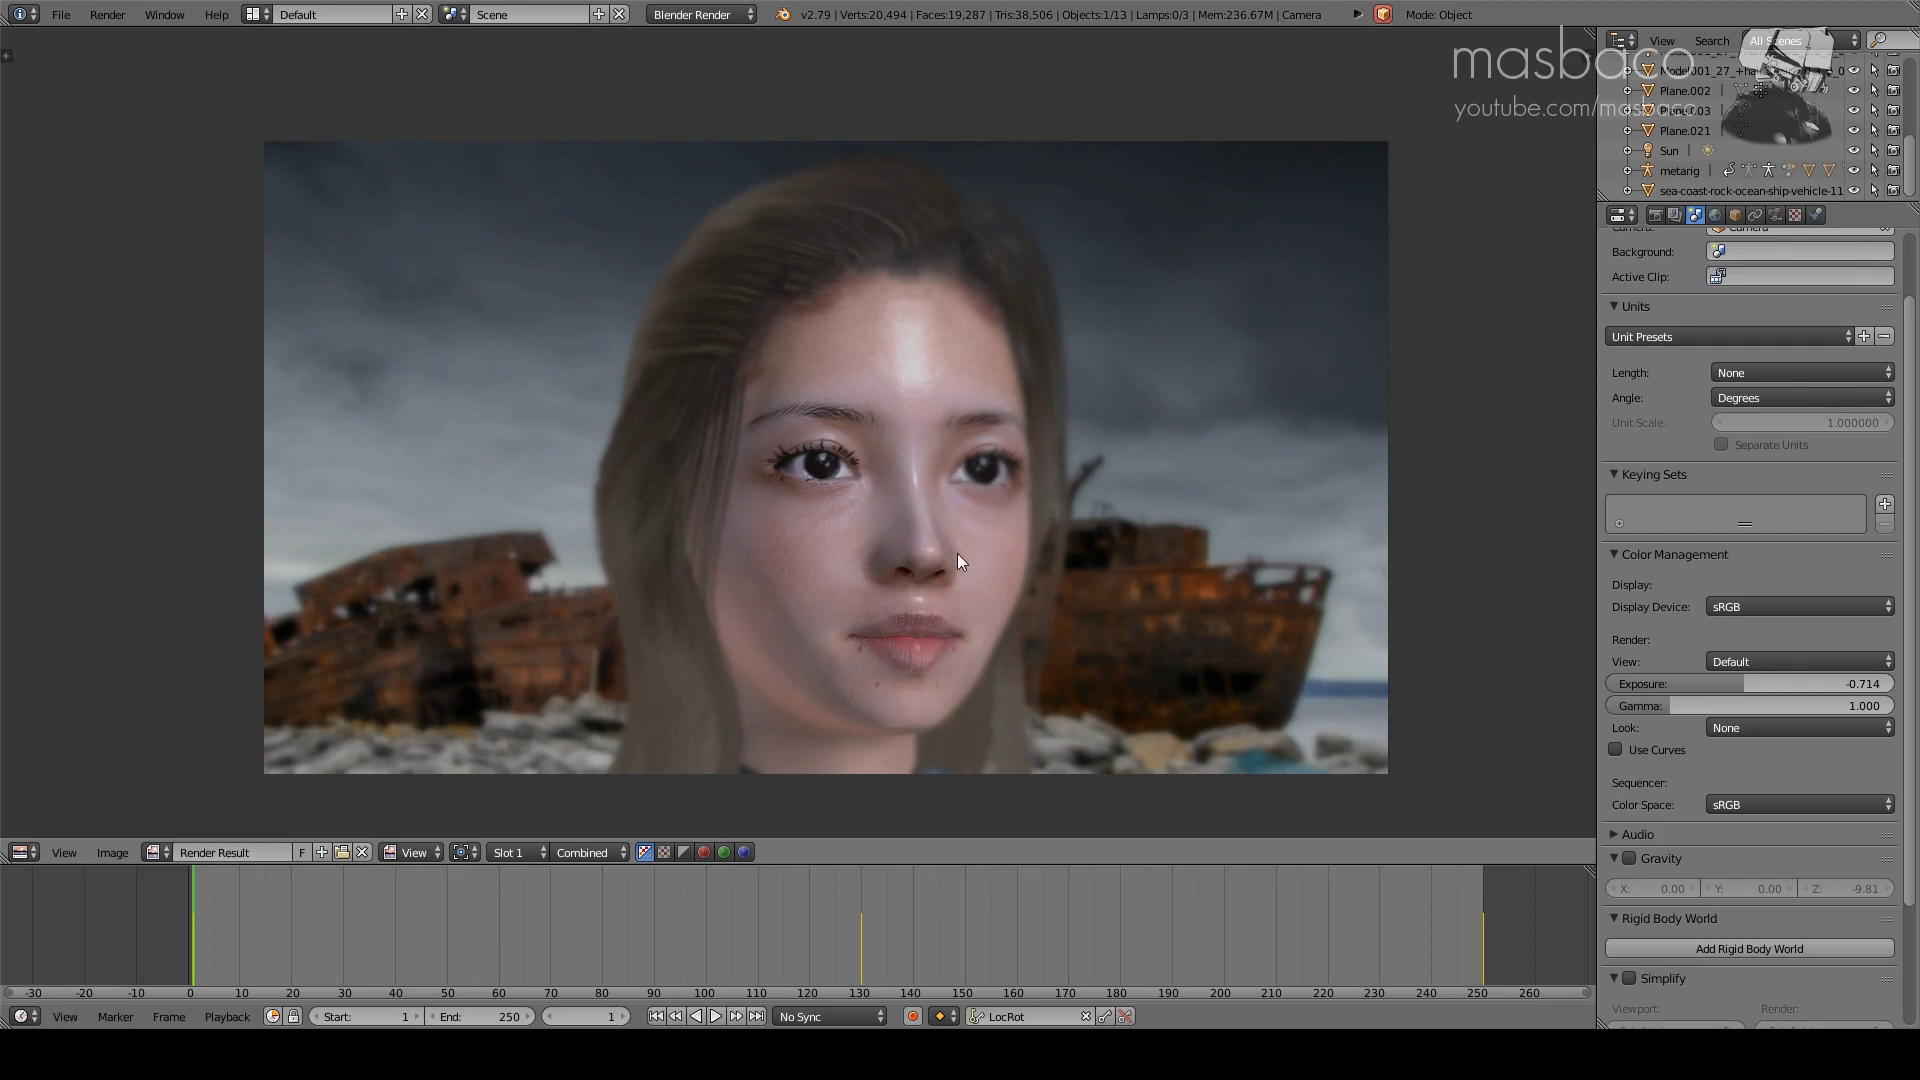 File Render Window Help Default Scene Blender Render v2.79 | Verts:20,494 | Faces:19,287 | Tris:38,506 | Objects:1/13 | Lamps:0/3 | Mem:236.67M | Camera Mode: Object
View Search All Scenes
masbaco
youtube.com/masbaco
Plane.002
Plane.03
Plane.021
Sun
metarig
sea-coast-rock-ocean-ship-vehicle-11
Camera: Camera
Background:
Active Clip:
Units
Unit Presets
Length: None
Angle: Degrees
Unit Scale: 1.000000
Separate Units
Keying Sets
Color Management
Display:
Display Device: sRGB
Render:
View: Default
Exposure: -0.714
Gamma: 1.000
Look: None
Use Curves
Sequencer:
Color Space: sRGB
Audio
Gravity
X: 0.00 Y: 0.00 Z: -9.81
Rigid Body World
Add Rigid Body World
Simplify
Viewport: Render:
View Image Render Result F View Slot 1 Combined
-30 -20 -10 0 10 20 30 40 50 60 70 80 90 100 110 120 130 140 150 160 170 180 190 200 210 220 230 240 250 260
View Marker Frame Playback Start: 1 End: 250 1 No Sync LocRot